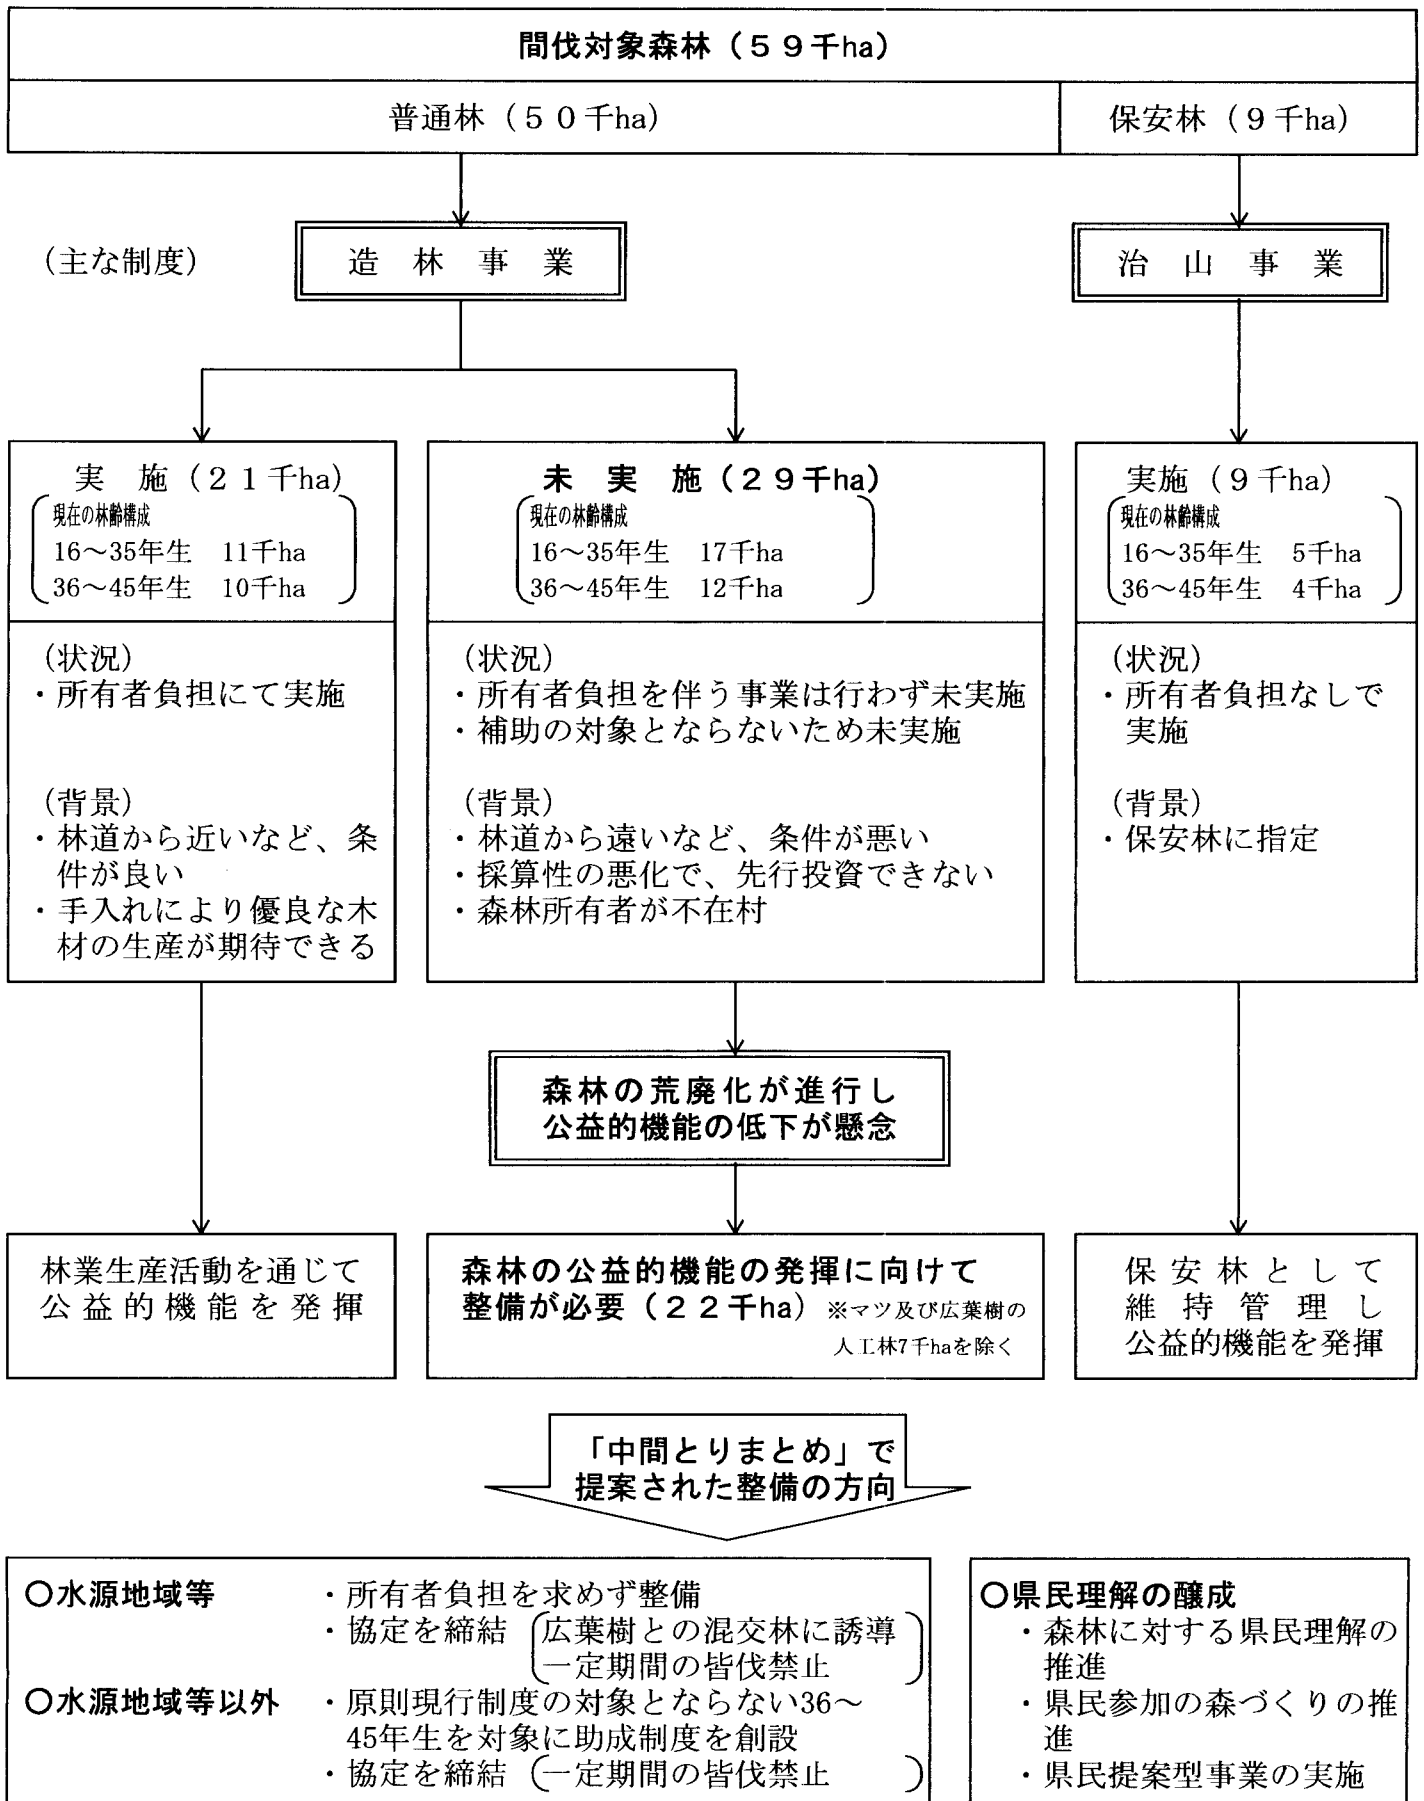 間伐対象森林（５９千ha）
普通林（５０千ha）
保安林（９千ha）
（主な制度）
造林事業
治山事業
実　施（２１千ha）
現在の林齢構成
16～35年生　11千ha
36～45年生　10千ha
（状況）
・所有者負担にて実施
（背景）
・林道から近いなど、条
件が良い
・手入れにより優良な木
材の生産が期待できる
未　実　施（２９千ha）
現在の林齢構成
16～35年生　17千ha
36～45年生　12千ha
（状況）
・所有者負担を伴う事業は行わず未実施
・補助の対象とならないため未実施
（背景）
・林道から遠いなど、条件が悪い
・採算性の悪化で、先行投資できない
・森林所有者が不在村
実施（９千ha）
現在の林齢構成
16～35年生　5千ha
36～45年生　4千ha
（状況）
・所有者負担なしで
実施
（背景）
・保安林に指定
森林の荒廃化が進行し
公益的機能の低下が懸念
林業生産活動を通じて
公益的機能を発揮
森林の公益的機能の発揮に向けて
整備が必要（２２千ha）※マツ及び広葉樹の
人工林7千haを除く
保安林として
維持管理し
公益的機能を発揮
「中間とりまとめ」で
提案された整備の方向
○水源地域等　・所有者負担を求めず整備
・協定を締結（広葉樹との混交林に誘導
一定期間の皆伐禁止）
○水源地域等以外　・原則現行制度の対象とならない36～
45年生を対象に助成制度を創設
・協定を締結（一定期間の皆伐禁止　）
○県民理解の醸成
・森林に対する県民理解の
推進
・県民参加の森づくりの推
進
・県民提案型事業の実施